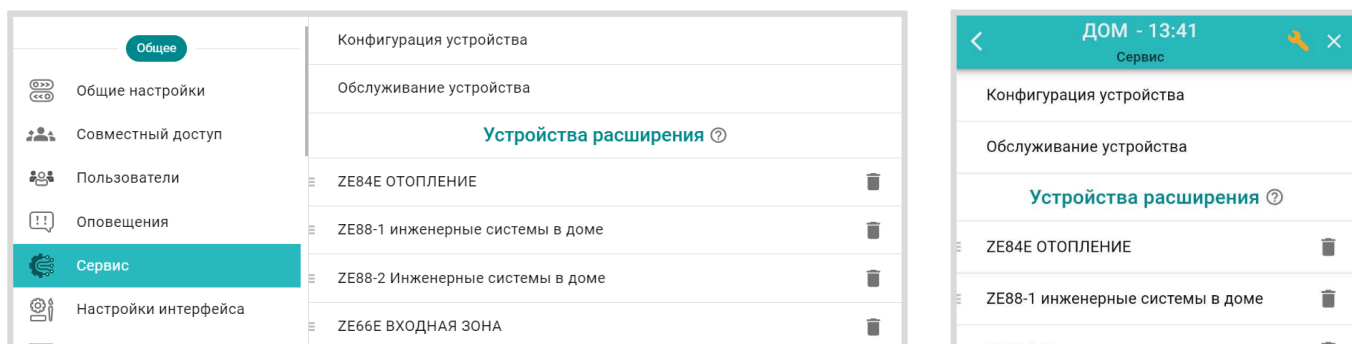 Общее
Общие настройки
Совместный доступ
Пользователи
Оповещения
Сервис
Настройки интерфейса
Конфигурация устройства
Обслуживание устройства
Устройства расширения
ZE84E ОТОПЛЕНИЕ
ZE88-1 инженерные системы в доме
ZE88-2 Инженерные системы в доме
ZE66E ВХОДНАЯ ЗОНА
ДОМ - 13:41
Сервис
Конфигурация устройства
Обслуживание устройства
Устройства расширения
ZE84E ОТОПЛЕНИЕ
ZE88-1 инженерные системы в доме